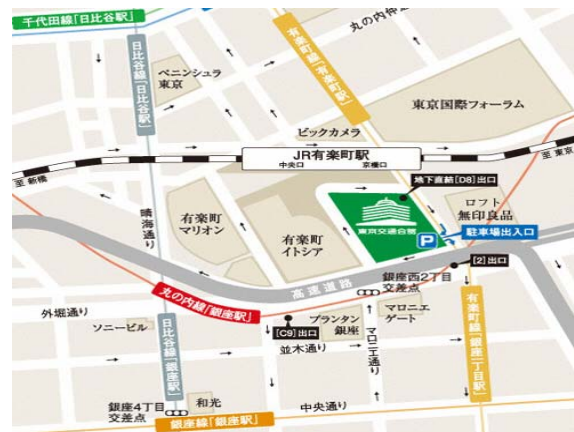 千代田線「日比谷駅」
日比谷線「日比谷駅」
有楽町線「有楽町駅」
丸の内仲通り
ペニンシュラ
東京
東京国際フォーラム
ビックカメラ
JR有楽町駅
中央口
京橋口
至 新橋
至 東京
地下直結[D8]出口
ロフト
無印良品
東京交通会館
P
駐車場出入口
晴海通り
有楽町
マリオン
有楽町
イトシア
[2]出口
高速道路
銀座西2丁目
交差点
丸の内線「銀座駅」
外堀通り
ソニービル
日比谷線「銀座駅」
[C9]出口
プランタン
銀座
マロニエ
ゲート
マロニエ通り
有楽町線「銀座一丁目駅」
並木通り
銀座4丁目
交差点
和光
中央通り
銀座線「銀座駅」